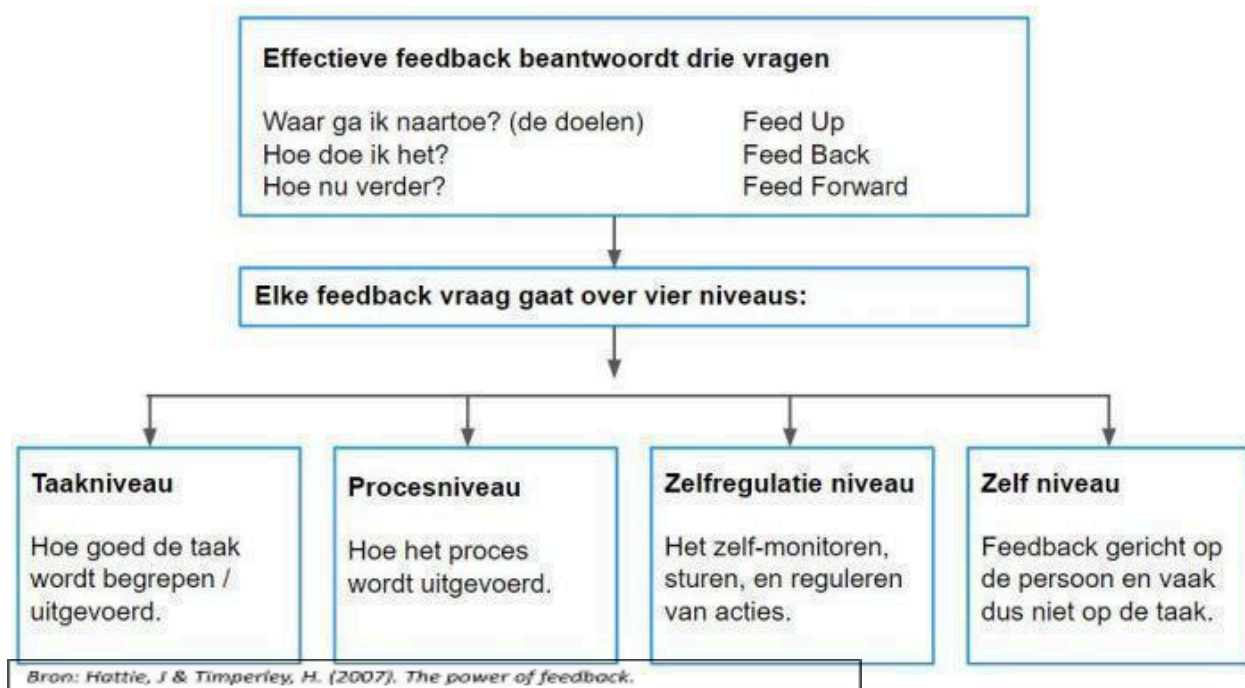 Effectieve feedback beantwoordt drie vragen
Waar ga ik naartoe? (de doelen) Feed Up
Hoe doe ik het? Feed Back
Hoe nu verder? Feed Forward
Elke feedback vraag gaat over vier niveaus:
Taakniveau
Hoe goed de taak
wordt begrepen /
uitgevoerd.
Procesniveau
Hoe het proces
wordt uitgevoerd.
Zelfregulatie niveau
Het zelf-monitoren,
sturen, en reguleren
van acties.
Zelf niveau
Feedback gericht op
de persoon en vaak
dus niet op de taak.
Bron: Hattie, J & Timperley, H. (2007). The power of feedback.